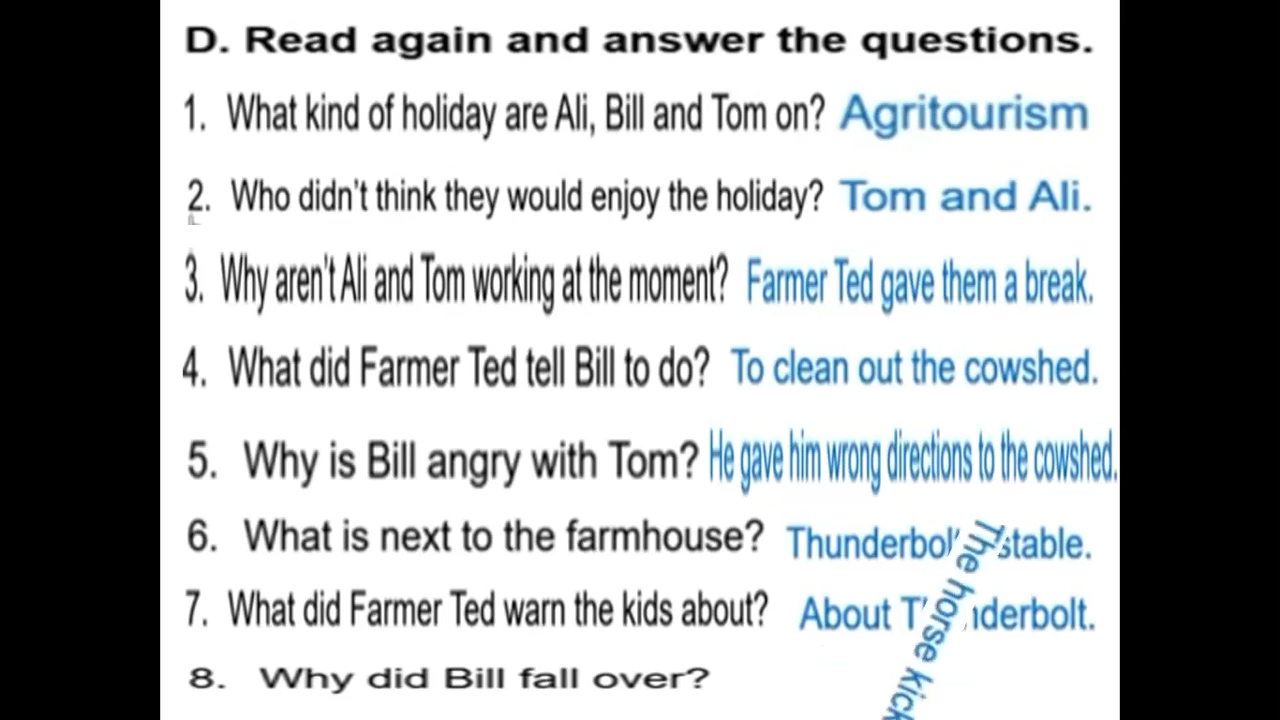 D. Read again and answer the questions.
1. What kind of holiday are Ali, Bill and Tom on? Agritourism
2. Who didn't think they would enjoy the holiday? Tom and Ali.
3. Why aren't Ali and Tom working at the moment? Farmer Ted gave them a break.
4. What did Farmer Ted tell Bill to do? To clean out the cowshed.
5. Why is Bill angry with Tom? He gave him wrong directions to the cowshed.
6. What is next to the farmhouse? stable.
7. What did Farmer Ted warn the kids about? About
8. Why did Bill fall over?
The horse